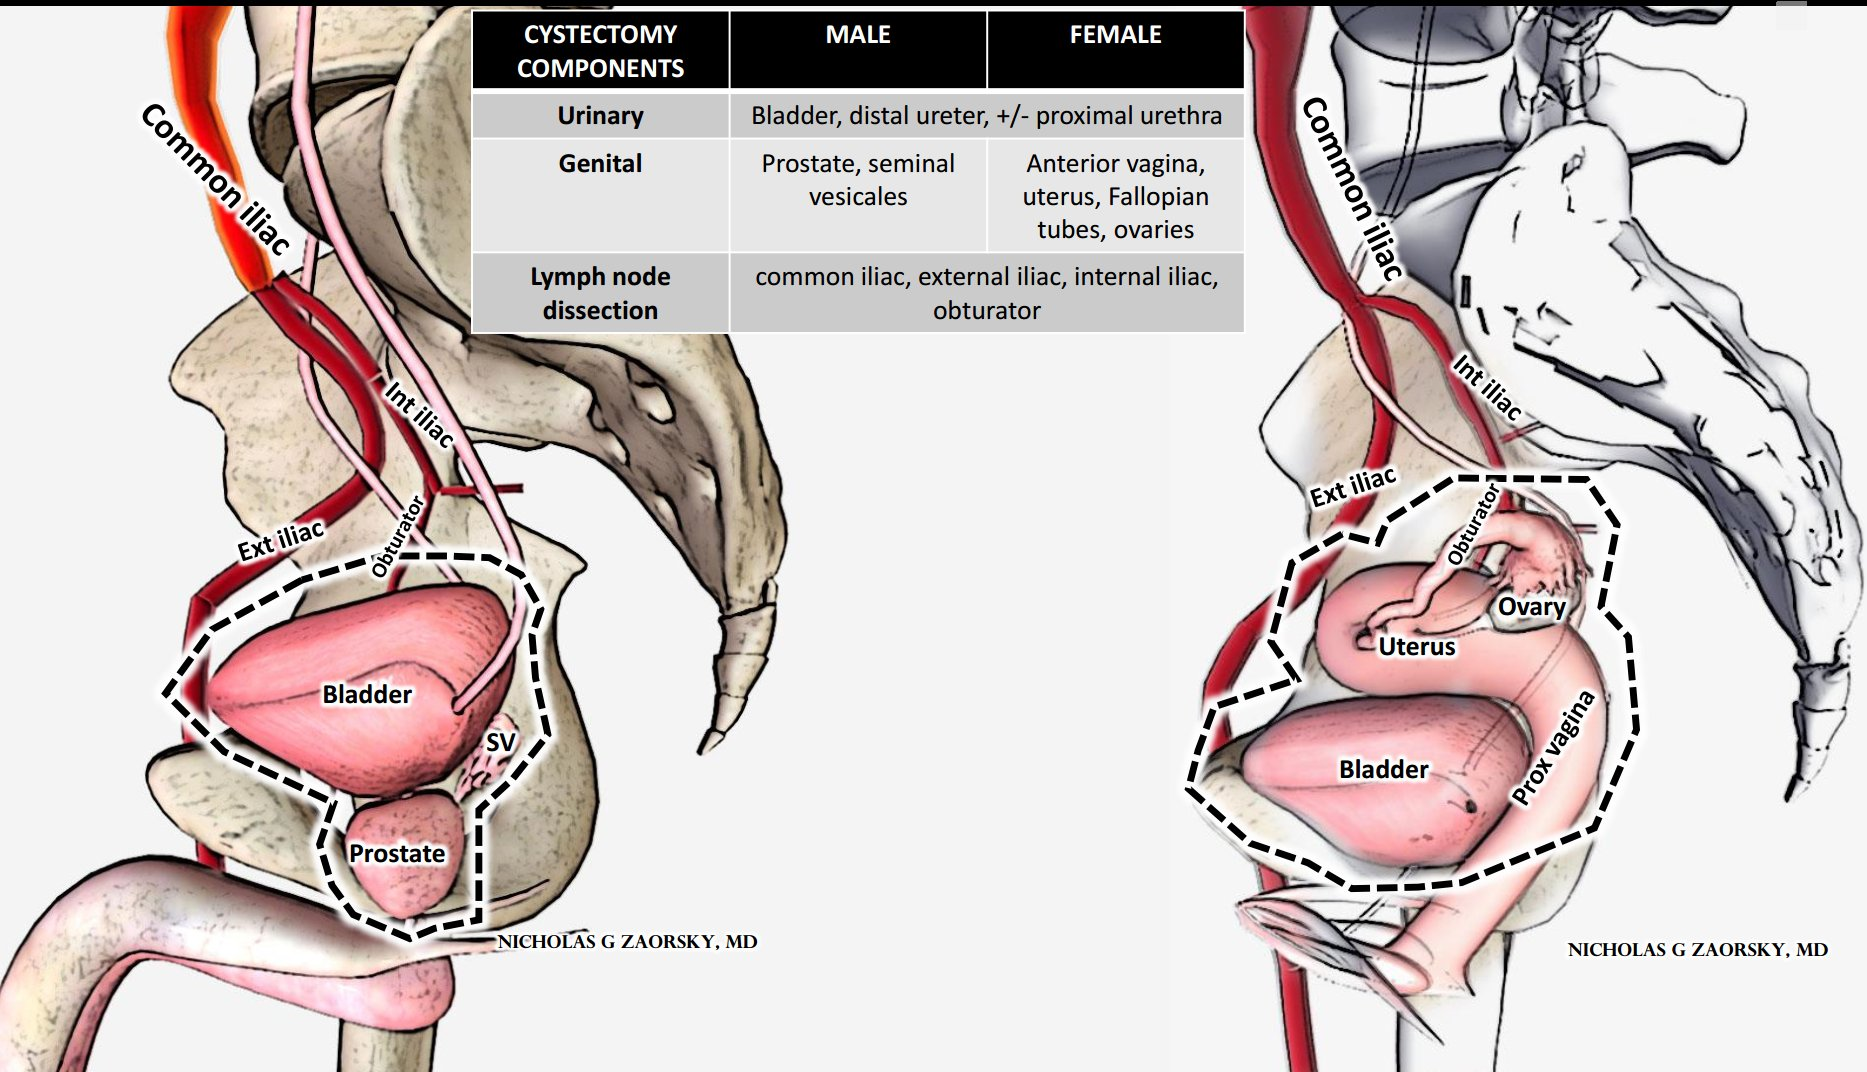 CYSTECTOMY
COMPONENTS
MALE
FEMALE
Urinary
Bladder, distal ureter, +/- proximal urethra
Genital
Prostate, seminal
vesicales
Anterior vagina,
uterus, Fallopian
tubes, ovaries
Lymph node
dissection
common iliac, external iliac, internal iliac,
obturator
Common iliac
Int iliac
Ext iliac
Obturator
Bladder
SV
Prostate
NICHOLAS G ZAORSKY, MD
Common iliac
Int iliac
Ext iliac
Obturator
Ovary
Uterus
Prox vagina
Bladder
NICHOLAS G ZAORSKY, MD